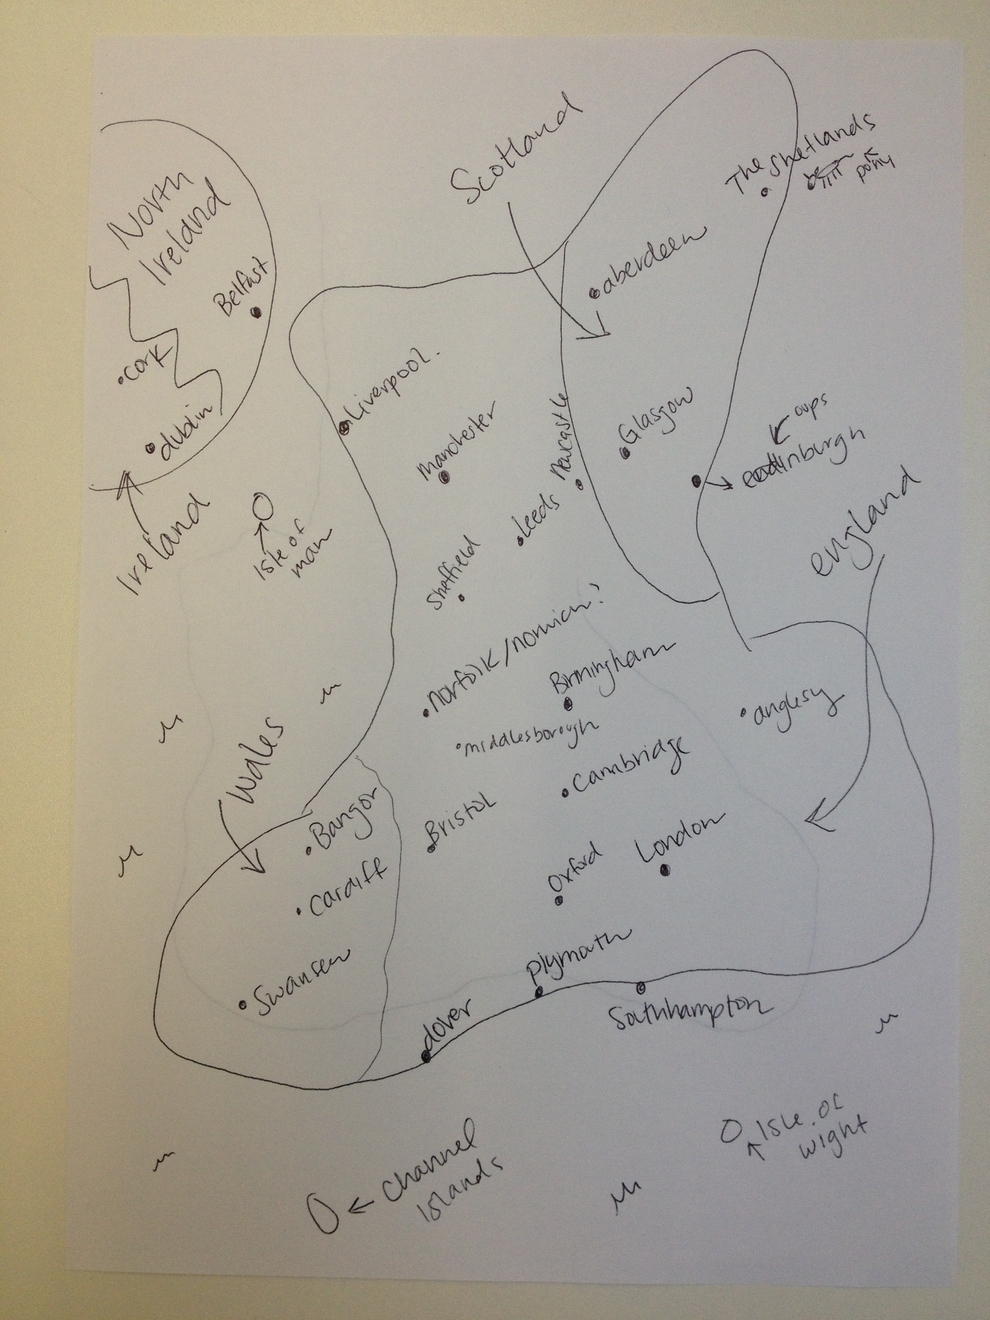 Scotland
The Shetlands
pony
North
Ireland
Belfast
aberdeen
cork
dublin
Liverpool.
Manchester
Newcastle
Glasgow
oups
edinburgh
england
Ireland
Isle of
man
Leeds
Sheffield
norfolk/norwich?
Birmingham
anglesy
middlesborough
Cambridge
Wales
Bangor
Bristol
London
Cardiff
Oxford
Swansea
plymouth
dover
Southhampton
Isle of
wight
Channel
Islands